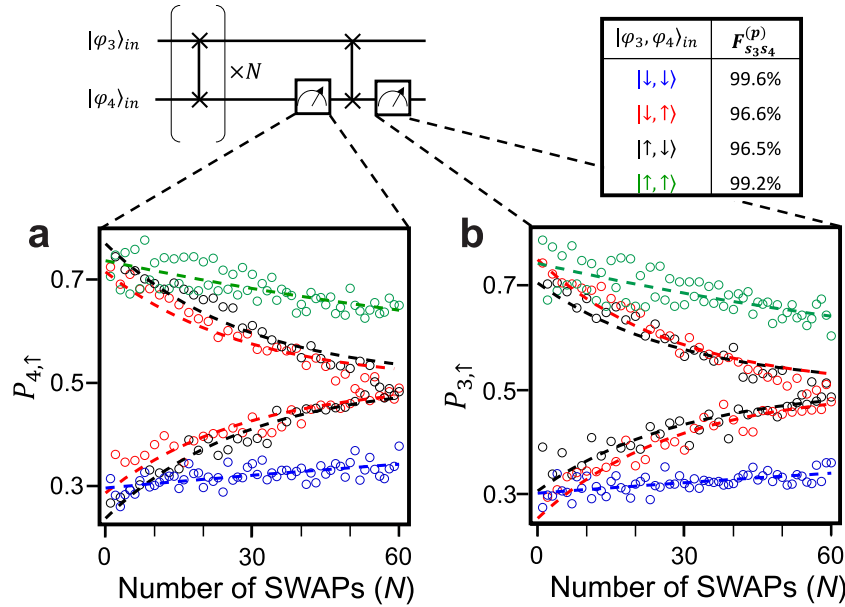 |φ₃⟩ᵢₙ
×N
|φ₄⟩ᵢₙ
|φ₃, φ₄⟩ᵢₙ F_{s₃s₄}^{(p)}
|↓, ↓⟩ 99.6%
|↓, ↑⟩ 96.6%
|↑, ↓⟩ 96.5%
|↑, ↑⟩ 99.2%
a
P₄,↑
0.7
0.5
0.3
0 30 60
Number of SWAPs (N)
b
P₃,↑
0.7
0.5
0.3
0 30 60
Number of SWAPs (N)